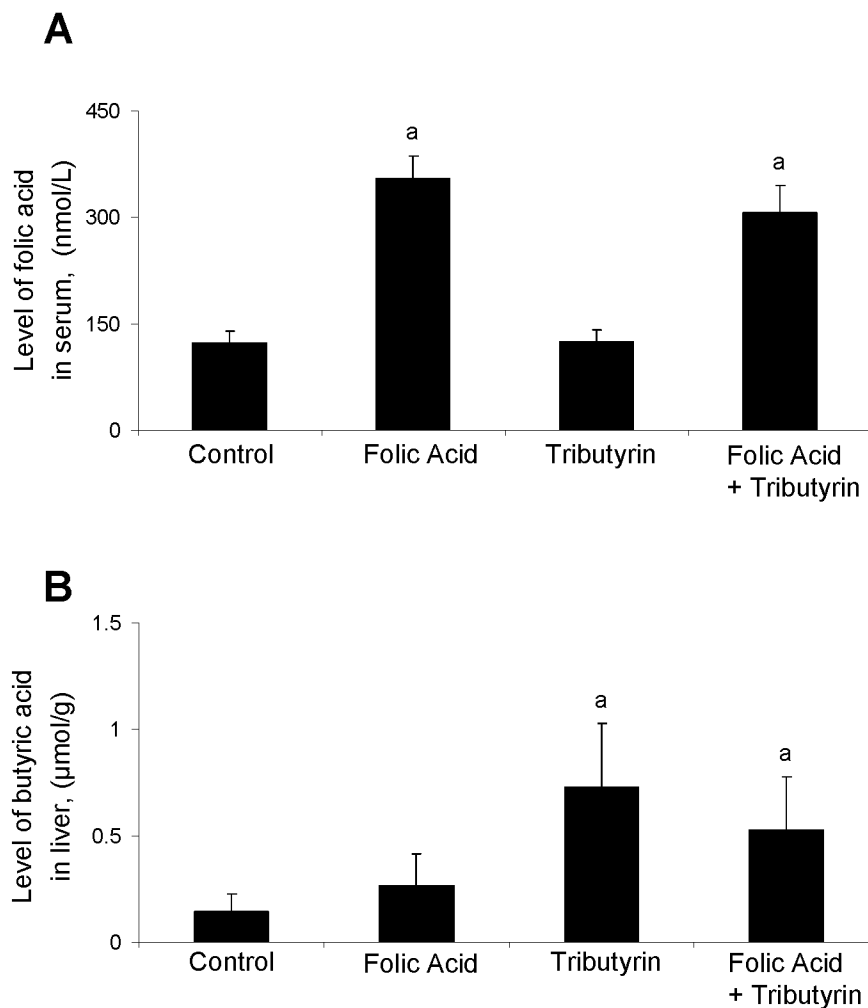 A
Level of folic acid
in serum, (nmol/L)
450
300
150
0
a
a
Control
Folic Acid
Tributyrin
Folic Acid
+ Tributyrin
B
Level of butyric acid
in liver, (μmol/g)
1.5
1
0.5
0
a
a
Control
Folic Acid
Tributyrin
Folic Acid
+ Tributyrin